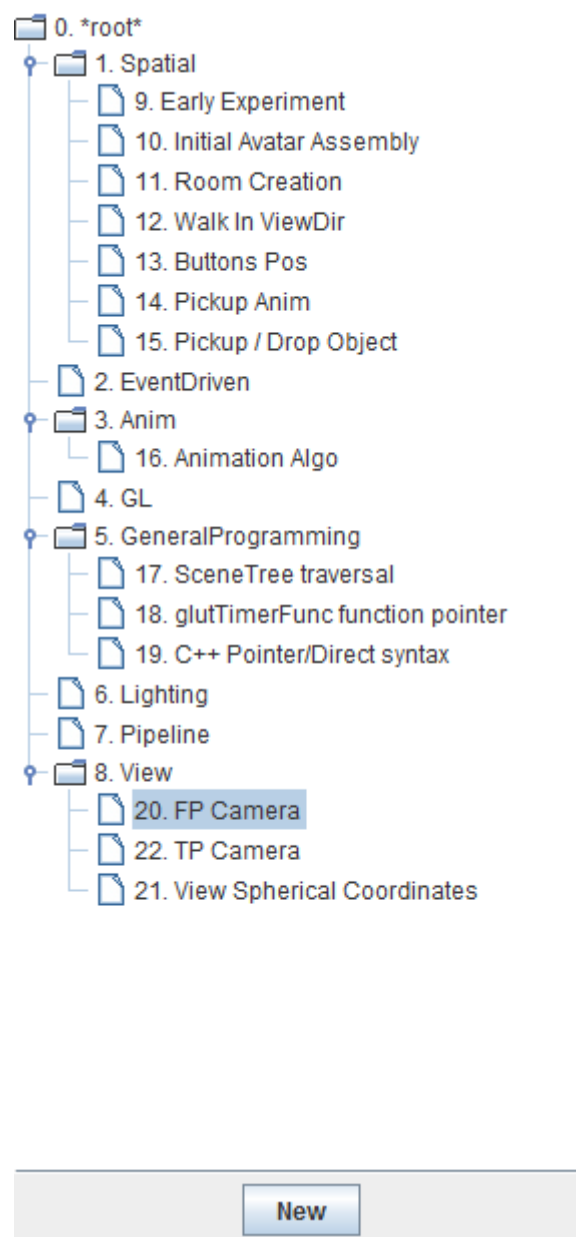 0. *root*
1. Spatial
9. Early Experiment
10. Initial Avatar Assembly
11. Room Creation
12. Walk In ViewDir
13. Buttons Pos
14. Pickup Anim
15. Pickup / Drop Object
2. EventDriven
3. Anim
16. Animation Algo
4. GL
5. GeneralProgramming
17. SceneTree traversal
18. glutTimerFunc function pointer
19. C++ Pointer/Direct syntax
6. Lighting
7. Pipeline
8. View
20. FP Camera
22. TP Camera
21. View Spherical Coordinates
New